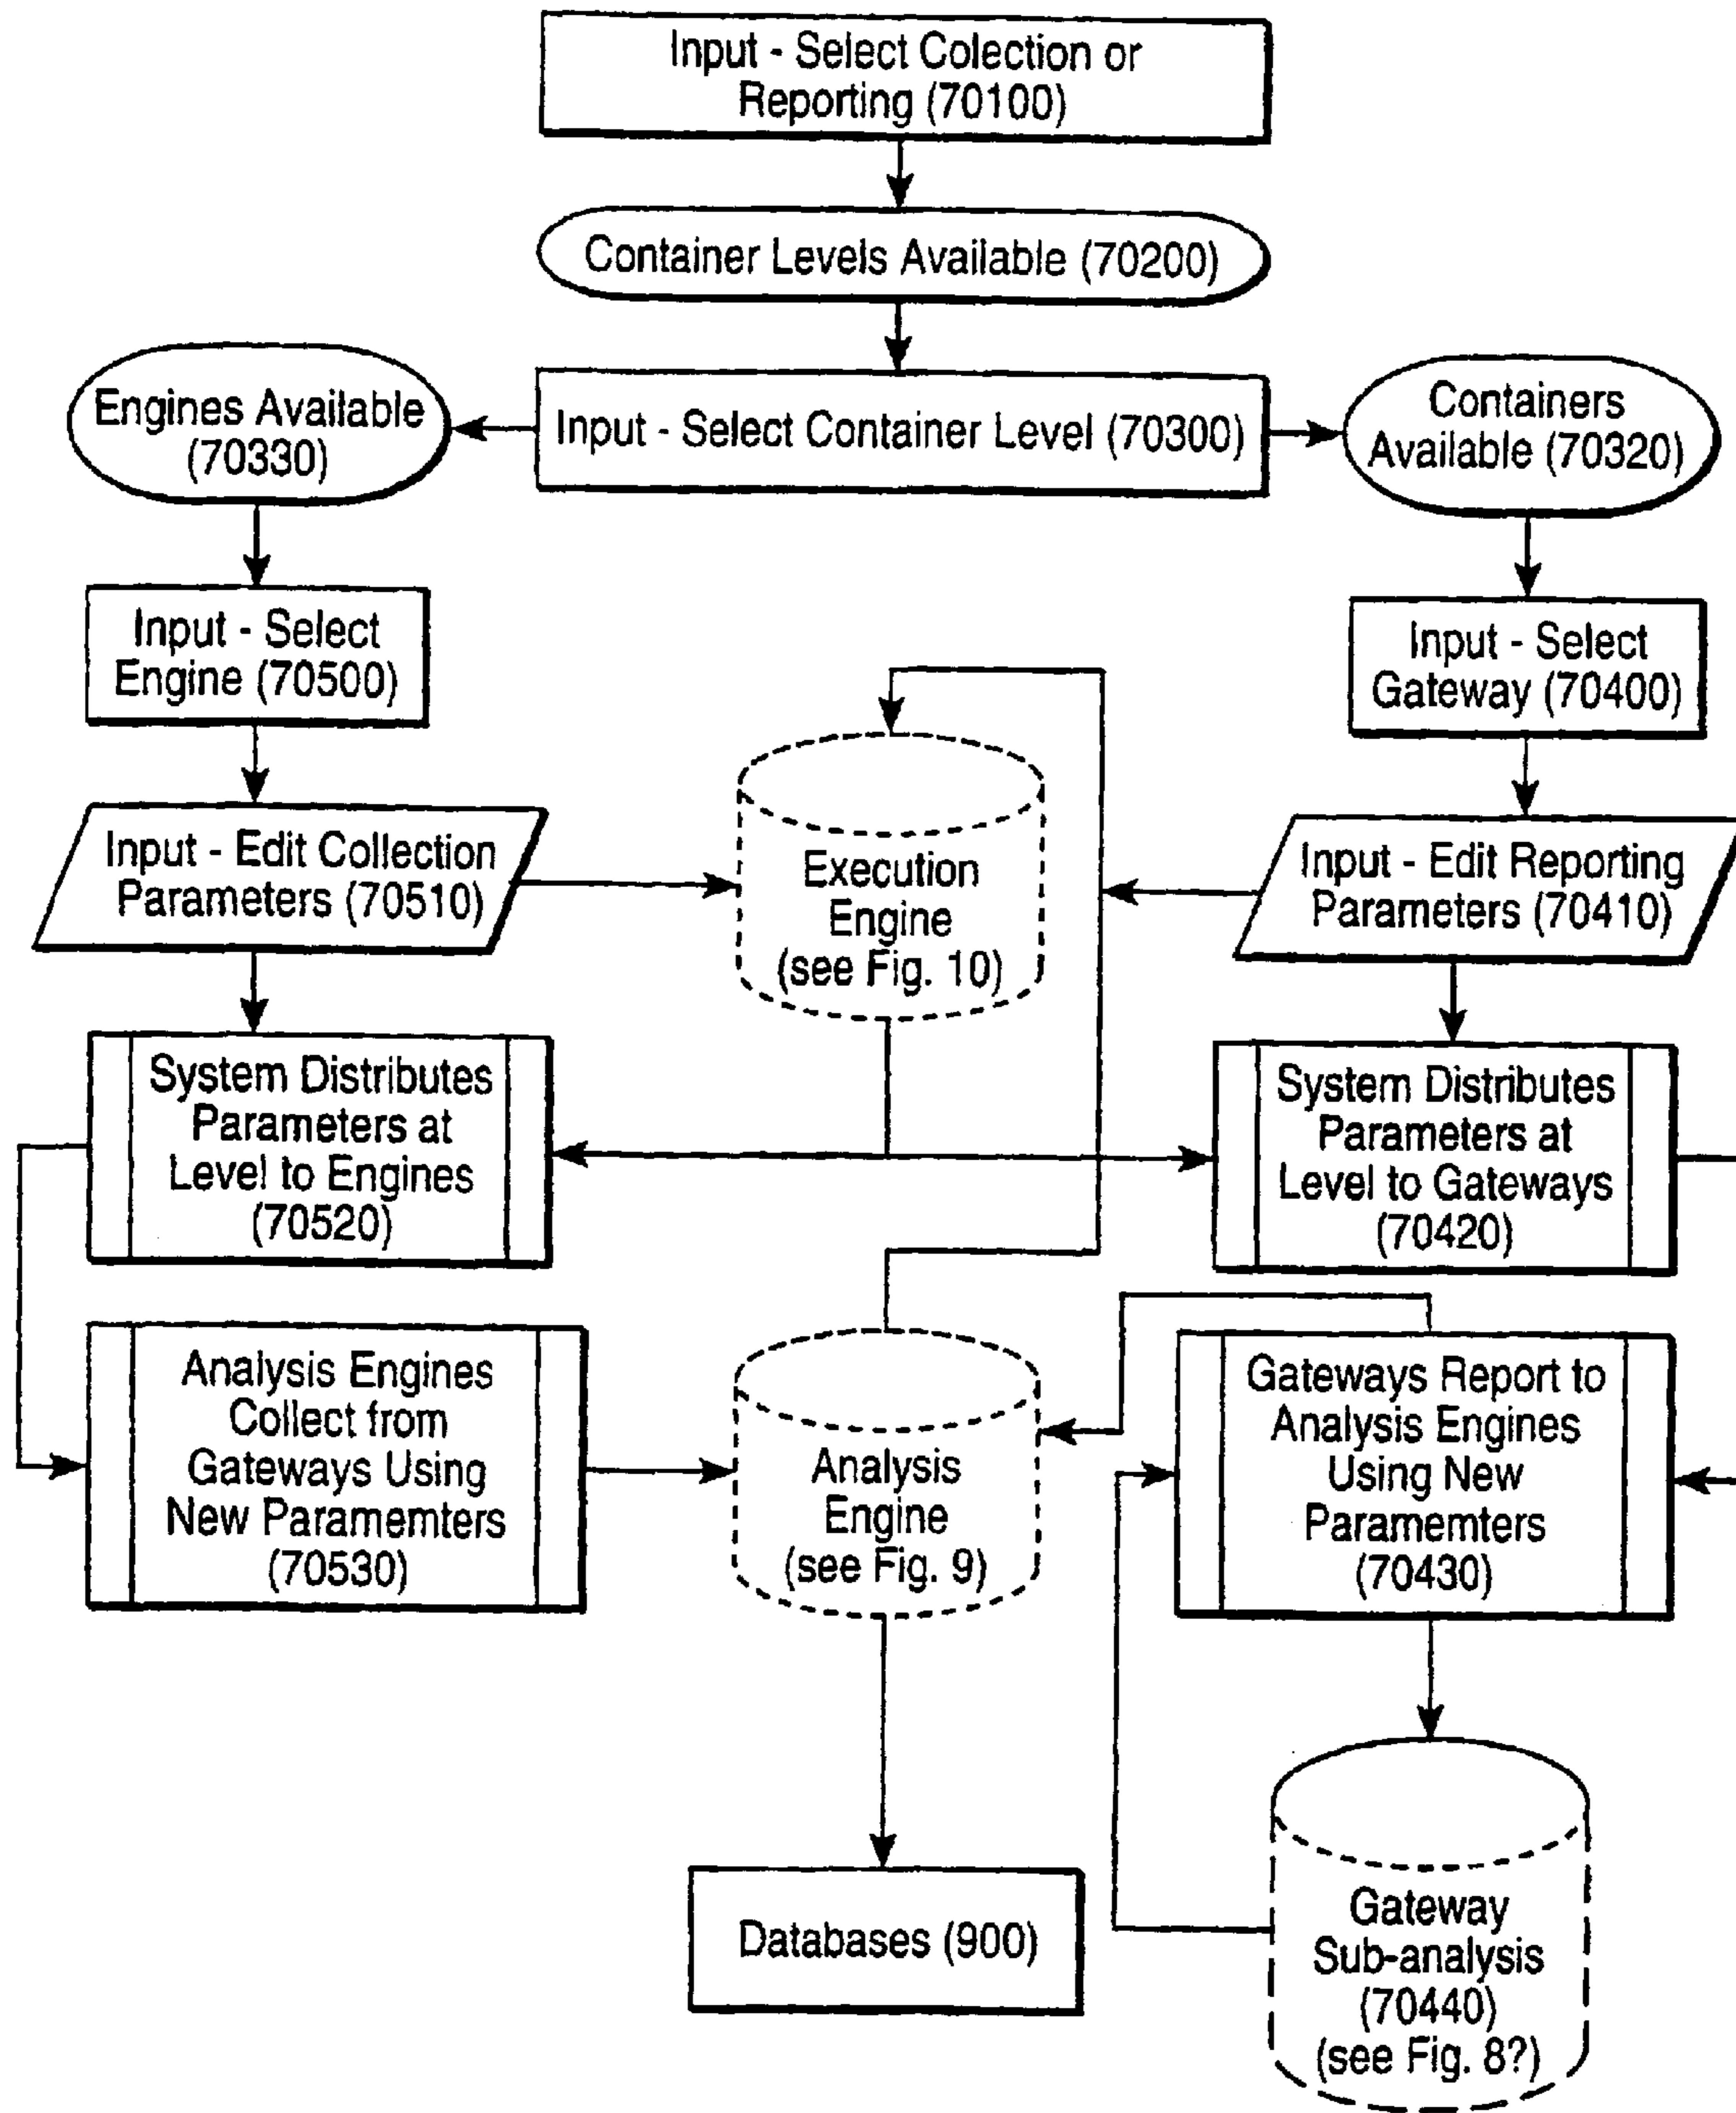 Input - Select Colection or
Reporting (70100)
Container Levels Available (70200)
Engines Available
(70330)
Input - Select Container Level (70300)
Containers
Available (70320)
Input - Select
Engine (70500)
Input - Select
Gateway (70400)
Input - Edit Collection
Parameters (70510)
Execution
Engine
(see Fig. 10)
Input - Edit Reporting
Parameters (70410)
System Distributes
Parameters at
Level to Engines
(70520)
System Distributes
Parameters at
Level to Gateways
(70420)
Analysis Engines
Collect from
Gateways Using
New Paramemters
(70530)
Analysis
Engine
(see Fig. 9)
Gateways Report to
Analysis Engines
Using New
Paramemters
(70430)
Databases (900)
Gateway
Sub-analysis
(70440)
(see Fig. 8?)